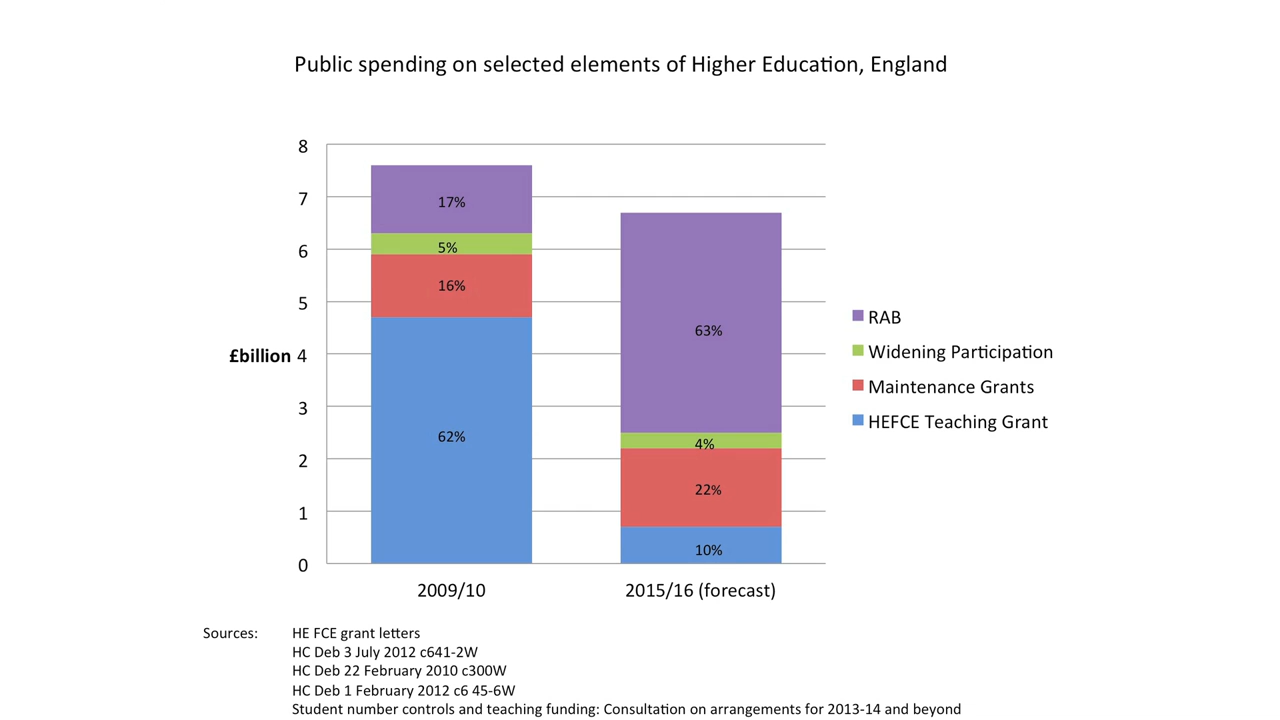 Public spending on selected elements of Higher Education, England
8
7
6
5
£billion 4
3
2
1
0
17%
5%
16%
62%
63%
4%
22%
10%
2009/10
2015/16 (forecast)
RAB
Widening Participation
Maintenance Grants
HEFCE Teaching Grant
Sources: HE FCE grant letters
HC Deb 3 July 2012 c641-2W
HC Deb 22 February 2010 c300W
HC Deb 1 February 2012 c6 45-6W
Student number controls and teaching funding: Consultation on arrangements for 2013-14 and beyond